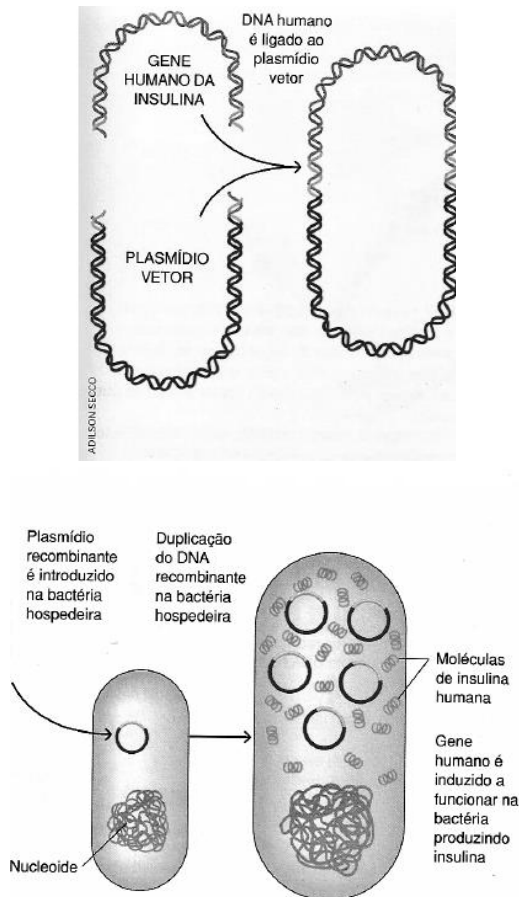 DNA humano
é ligado ao
plasmídio
vetor
GENE
HUMANO DA
INSULINA
PLASMÍDIO
VETOR
ADILSON SECCO
Plasmídio
recombinante
é introduzido
na bactéria
hospedeira
Duplicação
do DNA
recombinante
na bactéria
hospedeira
Moléculas
de insulina
humana
Gene
humano é
induzido a
funcionar na
bactéria
produzindo
insulina
Nucleoide